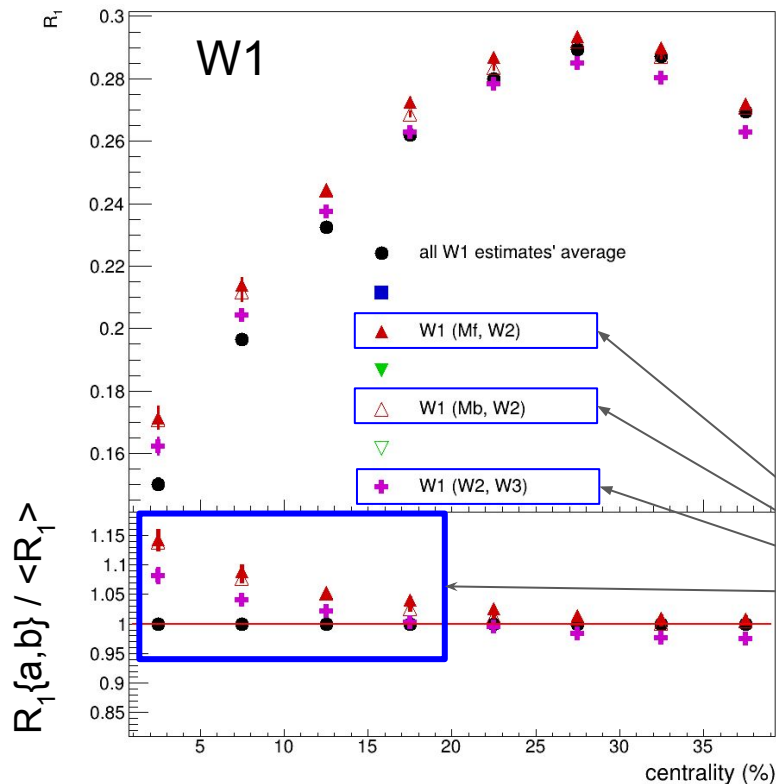 R₁
W1
0.3
0.28
0.26
0.24
0.22
0.2
0.18
0.16
all W1 estimates' average
W1 (Mf, W2)
W1 (Mb, W2)
W1 (W2, W3)
R₁{a,b} / <R₁>
1.15
1.1
1.05
1
0.95
0.9
0.85
5
10
15
20
25
30
35
centrality (%)